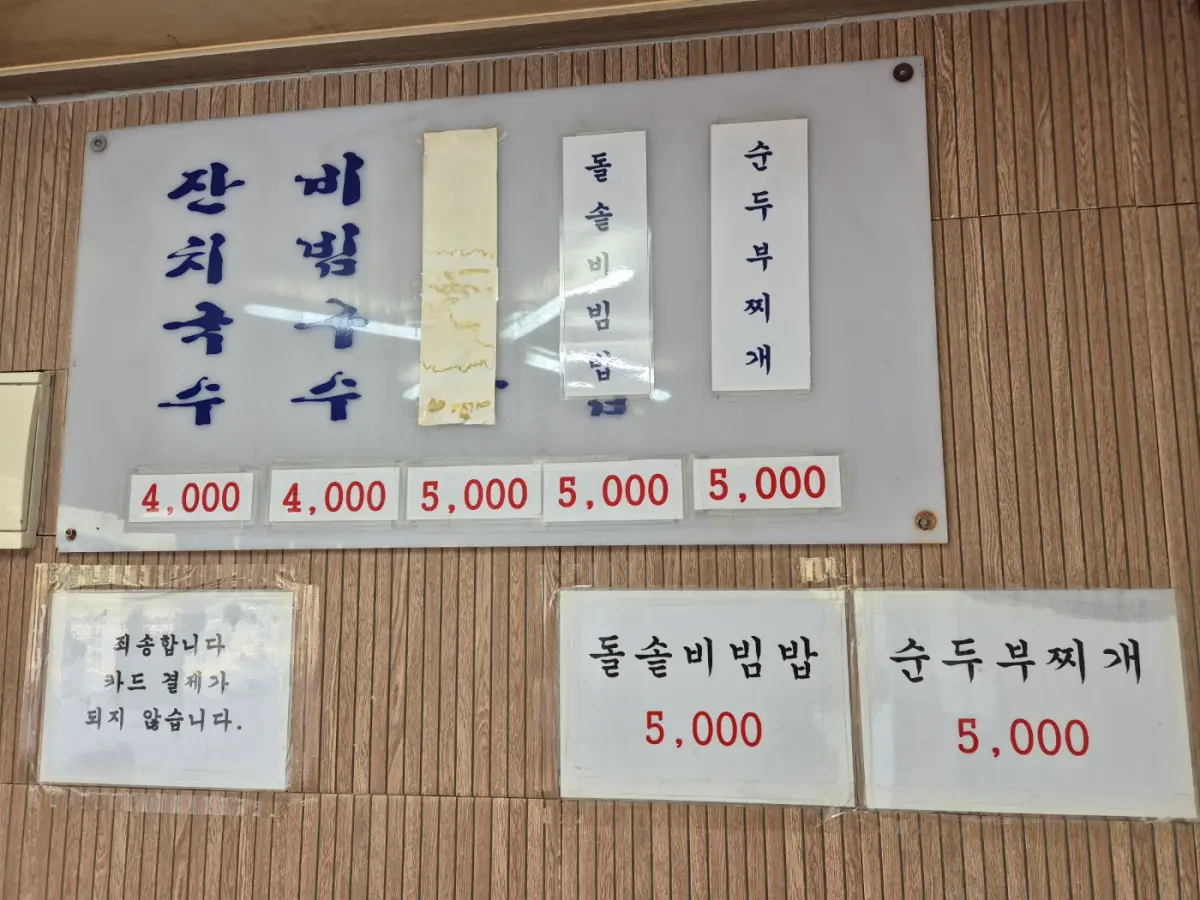 잔치국수
비빔국수
돌솥비빔밥
순두부찌개
4,000
4,000
5,000
5,000
5,000
죄송합니다
카드 결제가
되지 않습니다.
돌솥비빔밥
5,000
순두부찌개
5,000